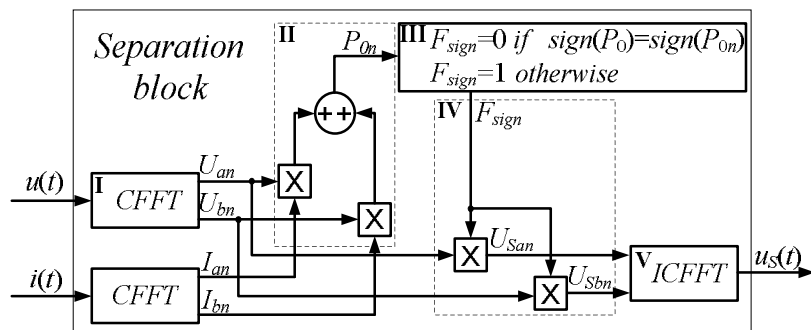 Separation
block
II
P0n
III Fsign=0 if sign(P0)=sign(P0n)
Fsign=1 otherwise
+ +
IV
Fsign
u(t)
I
CFFT
Uan
Ubn
X
X
i(t)
CFFT
Ian
Ibn
X
USan
X
USbn
V
ICFFT
uS(t)